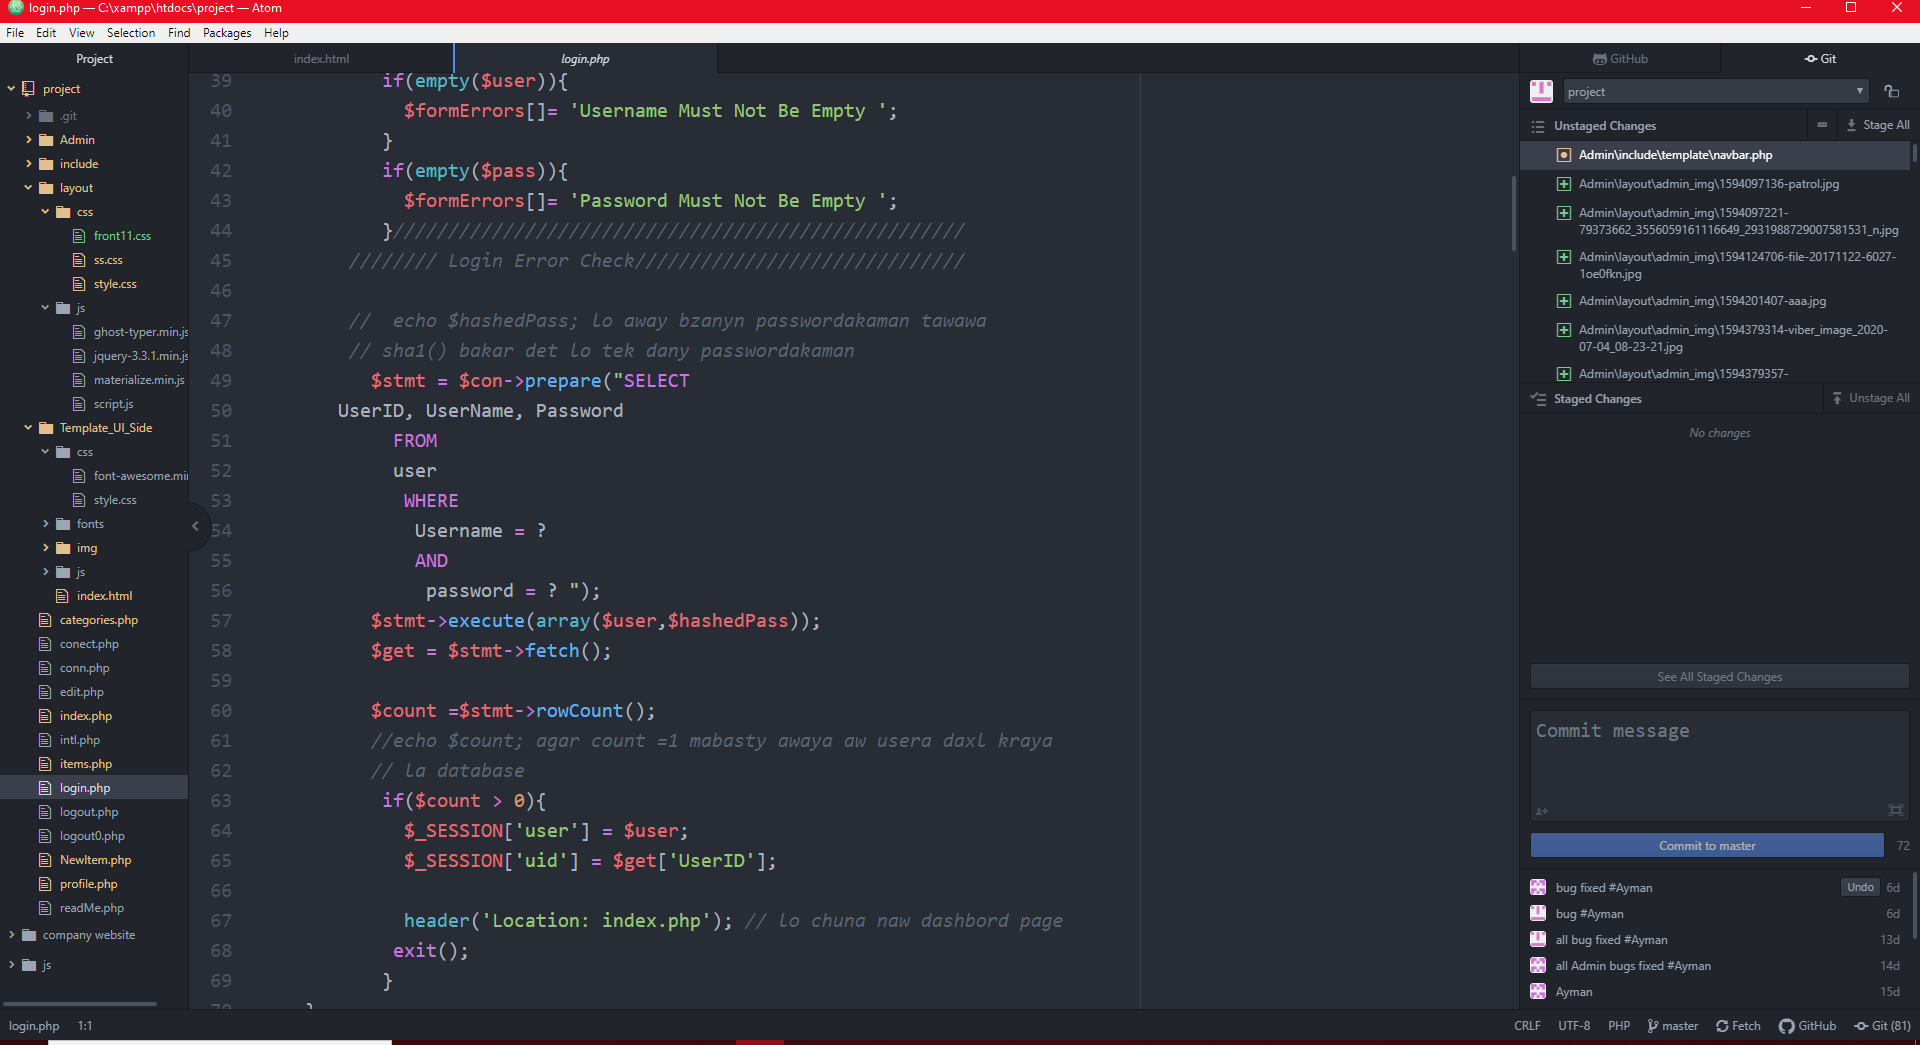 login.php — C:\xampp\htdocs\project — Atom
File Edit View Selection Find Packages Help
Project
project
.git
Admin
include
layout
css
front11.css
ss.css
style.css
js
ghost-typer.min.js
jquery-3.3.1.min.js
materialize.min.js
script.js
Template_UI_Side
css
font-awesome.mi
style.css
fonts
img
js
index.html
categories.php
conect.php
conn.php
edit.php
index.php
intl.php
items.php
login.php
logout.php
logout0.php
NewItem.php
profile.php
readMe.php
company website
js
index.html login.php
39 if(empty($user)){
40 $formErrors[]= 'Username Must Not Be Empty ';
41 }
42 if(empty($pass)){
43 $formErrors[]= 'Password Must Not Be Empty ';
44 }////////////////////////////////////////////////////
45 //////// Login Error Check//////////////////////////////
46
47 //  echo $hashedPass; lo away bzanyn passwordakaman tawawa
48 // sha1() bakar det lo tek dany passwordakaman
49 $stmt = $con->prepare("SELECT
50 UserID, UserName, Password
51 FROM
52 user
53 WHERE
54 Username = ?
55 AND
56 password = ? ");
57 $stmt->execute(array($user,$hashedPass));
58 $get = $stmt->fetch();
59
60 $count =$stmt->rowCount();
61 //echo $count; agar count =1 mabasty awaya aw usera daxl kraya
62 // la database
63 if($count > 0){
64 $_SESSION['user'] = $user;
65 $_SESSION['uid'] = $get['UserID'];
66
67 header('Location: index.php'); // lo chuna naw dashbord page
68 exit();
69 }
70 }
GitHub Git
project
Unstaged Changes Stage All
Admin\include\template\navbar.php
Admin\layout\admin_img\1594097136-patrol.jpg
Admin\layout\admin_img\1594097221-
79373662_3556059161116649_2931988729007581531_n.jpg
Admin\layout\admin_img\1594124706-file-20171122-6027-
1oe0fkn.jpg
Admin\layout\admin_img\1594201407-aaa.jpg
Admin\layout\admin_img\1594379314-viber_image_2020-
07-04_08-23-21.jpg
Admin\layout\admin_img\1594379357-
Staged Changes Unstage All
No changes
See All Staged Changes
Commit message
Commit to master 72
bug fixed #Ayman Undo 6d
bug #Ayman 6d
all bug fixed #Ayman 13d
all Admin bugs fixed #Ayman 14d
Ayman 15d
login.php 1:1 CRLF UTF-8 PHP master Fetch GitHub Git (81)